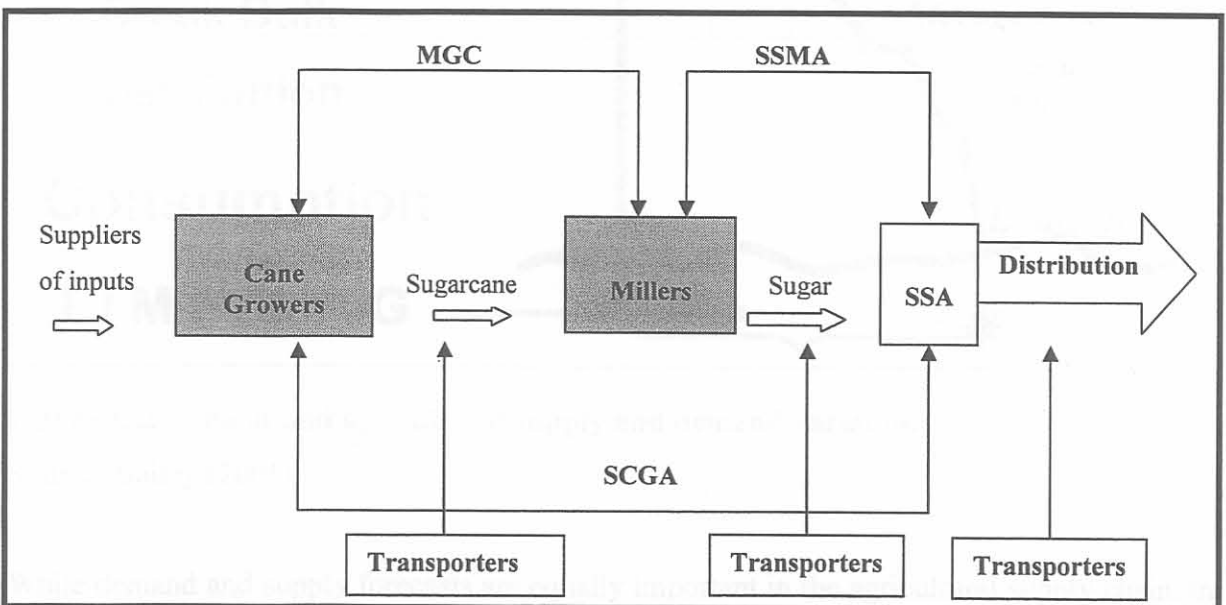 MGC
SSMA
Suppliers
of inputs
Cane
Growers
Sugarcane
Millers
Sugar
SSA
Distribution
SCGA
Transporters
Transporters
Transporters